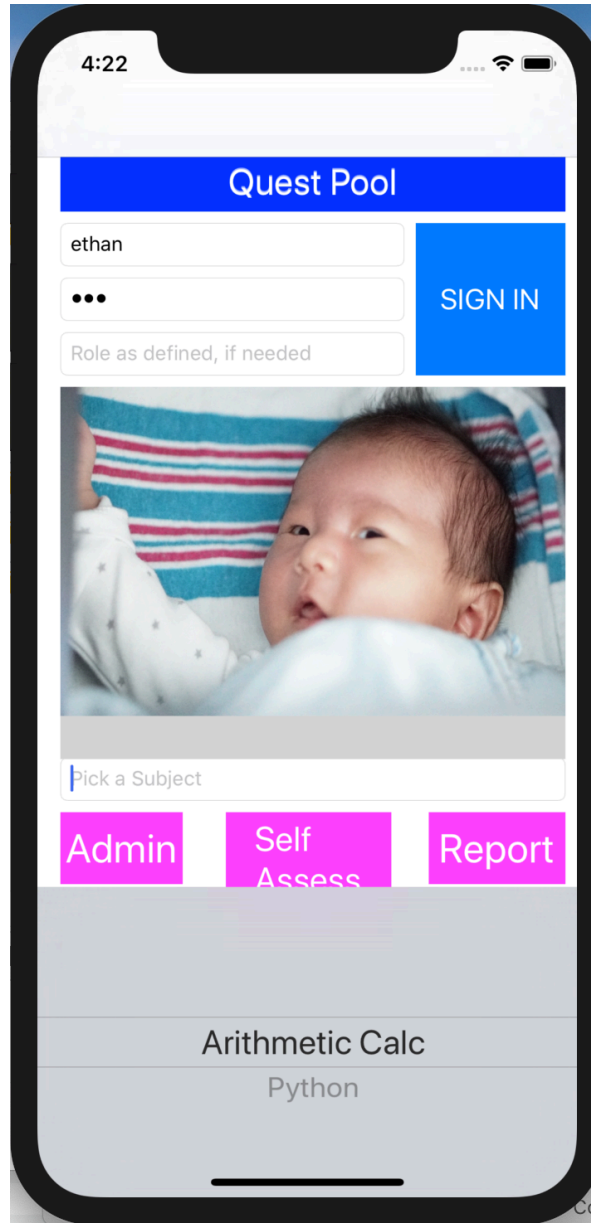 4:22
Quest Pool
ethan
•••
SIGN IN
Role as defined, if needed
Pick a Subject
Admin
Self
Assess
Report
Arithmetic Calc
Python